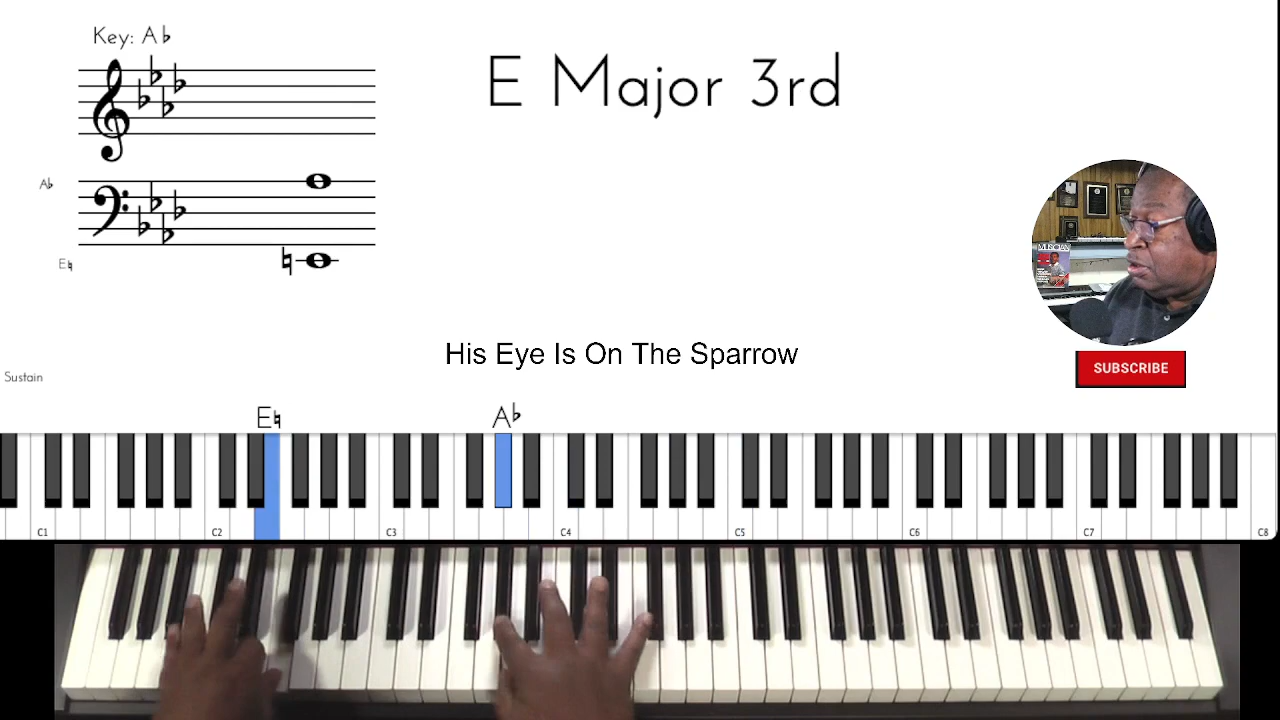 Key: A♭
E Major 3rd
A♭
E♮
His Eye Is On The Sparrow
SUBSCRIBE
Sustain
E♮
A♭
C1
C2
C3
C4
C5
C6
C7
C8